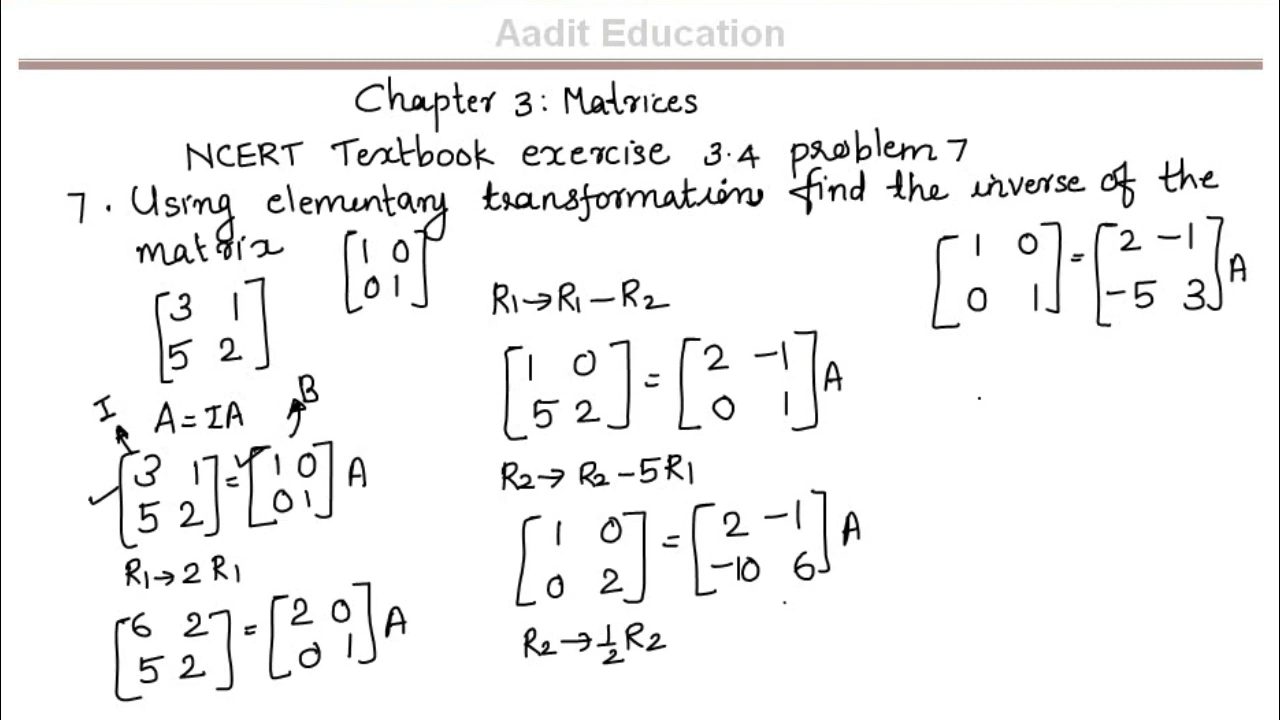 Aadit Education
Chapter 3: Matrices
NCERT Textbook exercise 3.4 problem 7
7. Using elementary transformation find the inverse of the
matrix
[1 0
0 1]
[3 1
5 2]
I
A = IA
B
[3 1
5 2] = [1 0
0 1] A
R1→2 R1
[6 2
5 2] = [2 0
0 1] A
R1→R1−R2
[1 0
5 2] = [2 −1
0 1] A
R2→R2−5R1
[1 0
0 2] = [2 −1
−10 6] A
R2→1/2 R2
[1 0
0 1] = [2 −1
−5 3] A